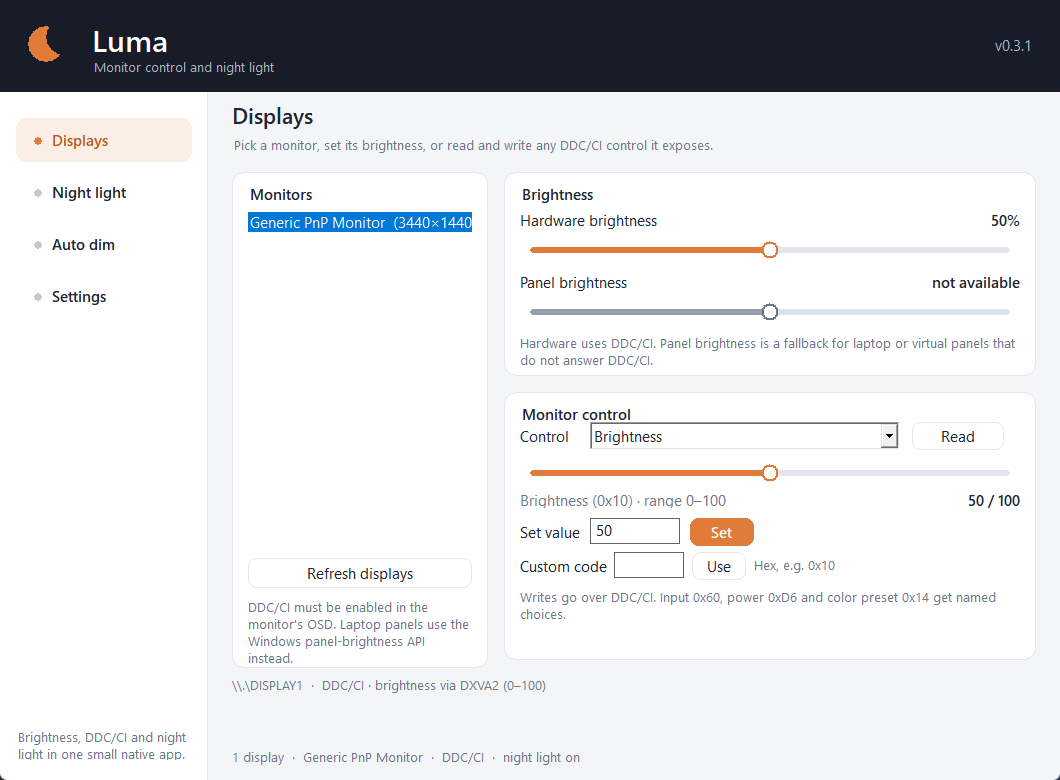 Luma
Monitor control and night light
v0.3.1
Displays
Night light
Auto dim
Settings
Brightness, DDC/CI and night
light in one small native app.
Displays
Pick a monitor, set its brightness, or read and write any DDC/CI control it exposes.
Monitors
Generic PnP Monitor (3440×1440
Refresh displays
DDC/CI must be enabled in the
monitor's OSD. Laptop panels use the
Windows panel-brightness API
instead.
Brightness
Hardware brightness 50%
Panel brightness not available
Hardware uses DDC/CI. Panel brightness is a fallback for laptop or virtual panels that
do not answer DDC/CI.
Monitor control
Control Brightness Read
Brightness (0x10) · range 0–100 50 / 100
Set value 50 Set
Custom code Use Hex, e.g. 0x10
Writes go over DDC/CI. Input 0x60, power 0xD6 and color preset 0x14 get named
choices.
\\.\DISPLAY1 · DDC/CI · brightness via DXVA2 (0–100)
1 display · Generic PnP Monitor · DDC/CI · night light on